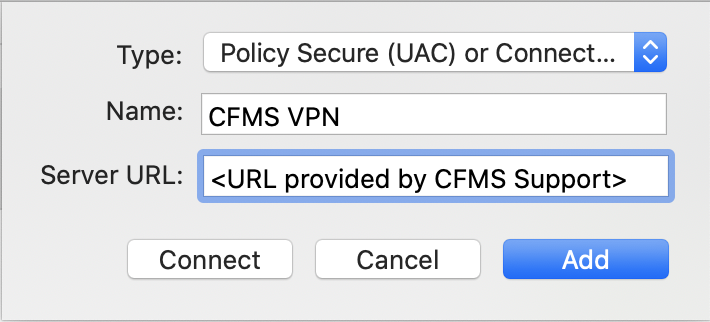 Type: Policy Secure (UAC) or Connect...
Name: CFMS VPN
Server URL: <URL provided by CFMS Support>
Connect Cancel Add